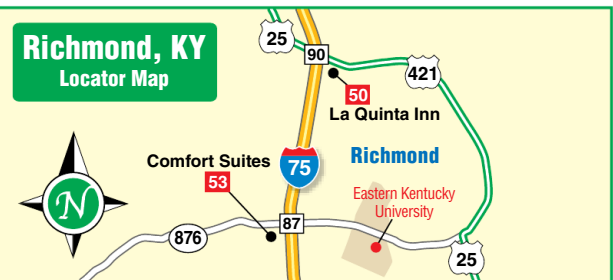 Richmond, KY
Locator Map
25
90
421
50
La Quinta Inn
Comfort Suites
53
75
Richmond
Eastern Kentucky
University
N
876
87
25